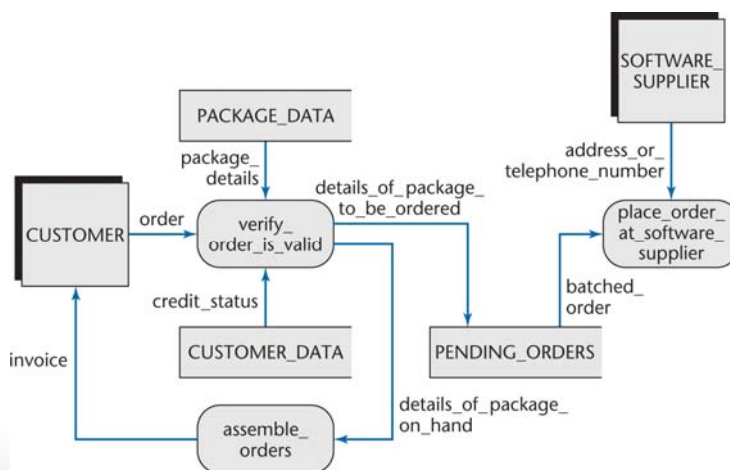 SOFTWARE_
SUPPLIER
PACKAGE_DATA
package_
details
address_or_
telephone_number
details_of_package_
to_be_ordered
CUSTOMER
order
verify_
order_is_valid
place_order_
at_software_
supplier
credit_status
batched_
order
CUSTOMER_DATA
PENDING_ORDERS
invoice
details_of_package_
on_hand
assemble_
orders